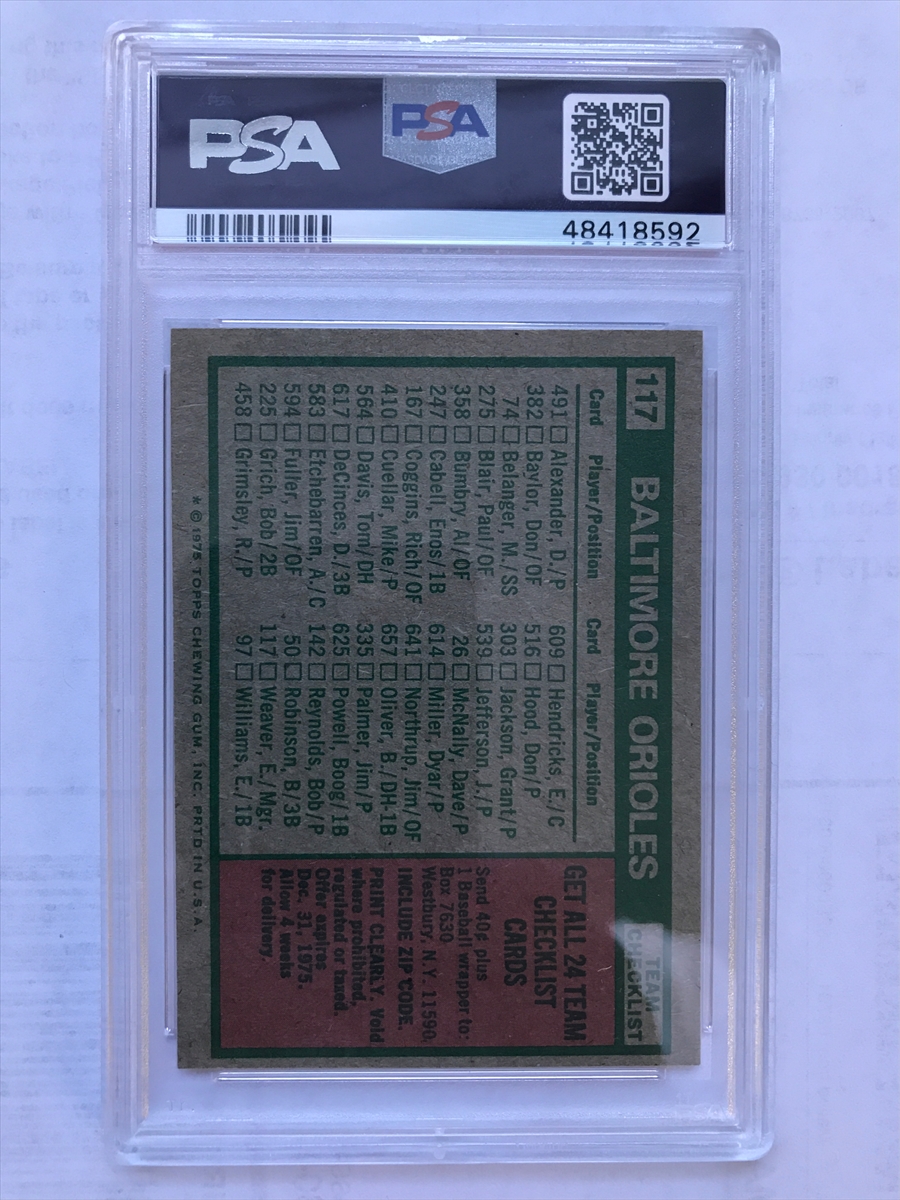 PSA
PSA
48418592
117 BALTIMORE ORIOLES TEAM CHECKLIST
Card Player/Position Card Player/Position
491 Alexander, D./P 609 Hendricks, E./C
382 Baylor, Don/OF 516 Hood, Don/P
74 Belanger, M./SS 303 Jackson, Grant/P
275 Blair, Paul/OF 539 Jefferson, J./P
358 Bumbry, Al/OF 26 McNally, Dave/P
247 Cabell, Enos/1B 614 Miller, Dyar/P
167 Coggins, Rich/OF 641 Northrup, Jim/OF
410 Cuellar, Mike/P 657 Oliver, B./DH-1B
564 Davis, Tom/DH 335 Palmer, Jim/P
617 DeCinces, D./3B 625 Powell, Boog/1B
583 Etchebarren, A./C 142 Reynolds, Bob/P
594 Fuller, Jim/OF 50 Robinson, B/3B
225 Grich, Bob/2B 117 Weaver, E./Mgr.
458 Grimsley, R./P 97 Williams, E./1B
GET ALL 24 TEAM
CHECKLIST
CARDS
Send 40¢ plus
1 Baseball wrapper to:
Box 7630
Westbury, N.Y. 11590
INCLUDE ZIP CODE.
PRINT CLEARLY. Void
where prohibited,
regulated or taxed.
Offer expires
Dec. 31, 1975.
Allow 4 weeks
for delivery.
* © 1975 TOPPS CHEWING GUM, INC. PRTD IN U.S.A.